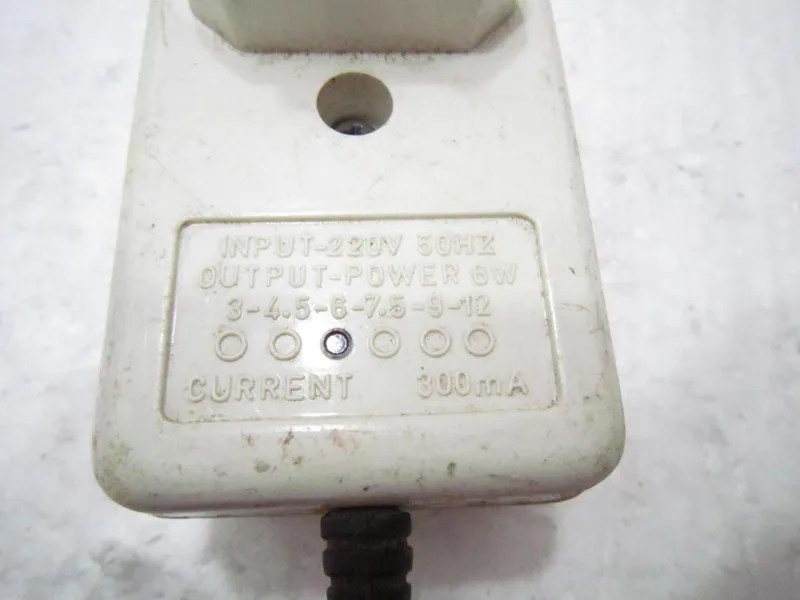 INPUT-220V 50HZ
OUTPUT-POWER 6W
3-4.5-6-7.5-9-12
CURRENT 300mA